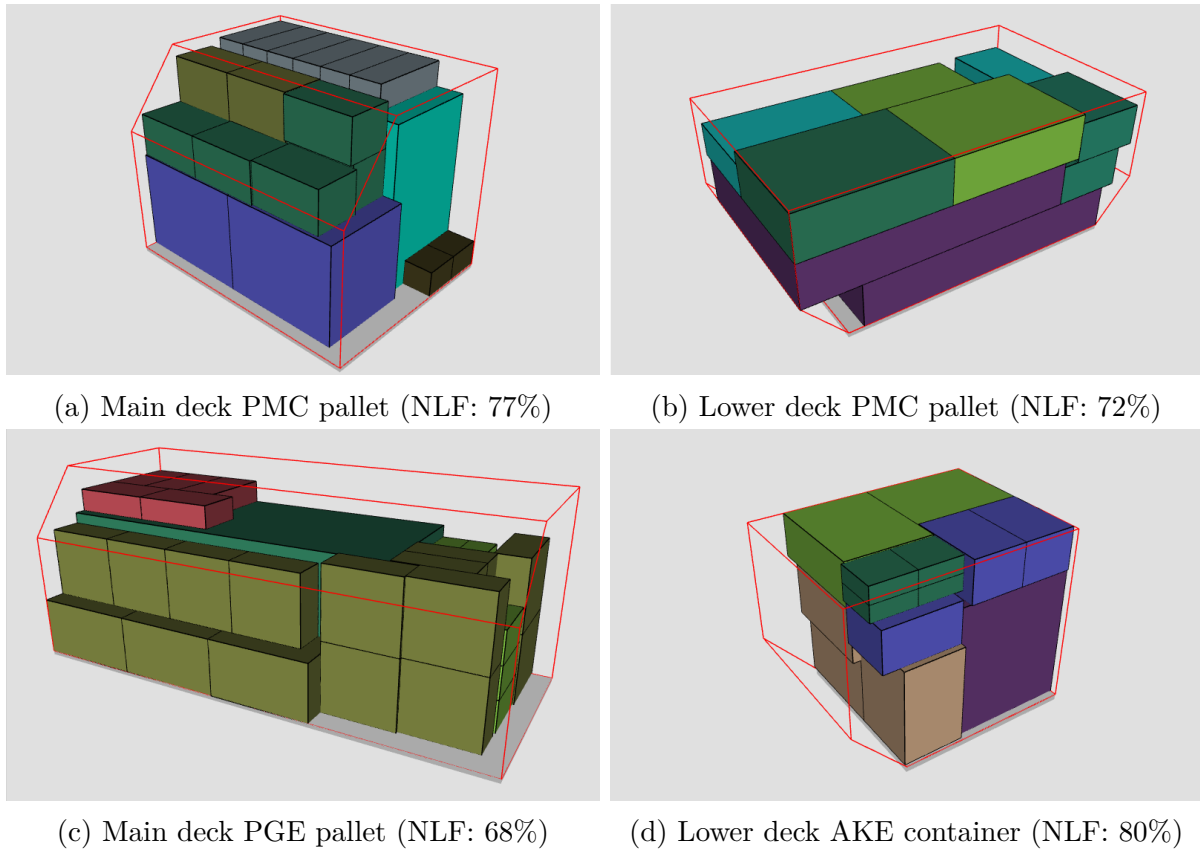 (a) Main deck PMC pallet (NLF: 77%)
(b) Lower deck PMC pallet (NLF: 72%)
(c) Main deck PGE pallet (NLF: 68%)
(d) Lower deck AKE container (NLF: 80%)